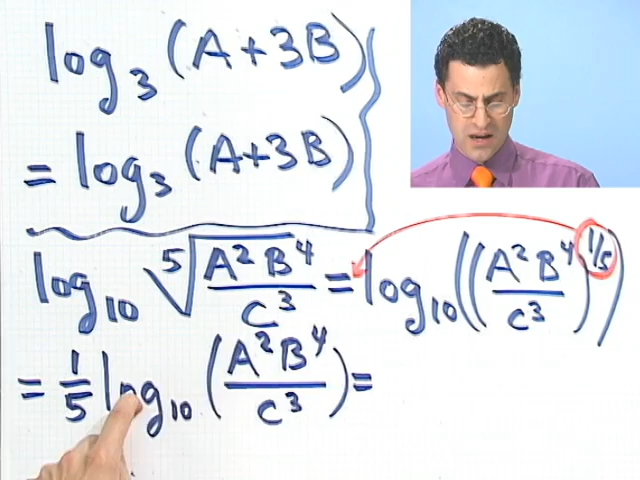 log₃(A+3B)
= log₃(A+3B)
log₁₀ ⁵√(A²B⁴/C³) = log₁₀((A²B⁴/C³)^(1/5))
= 1/5 log₁₀(A²B⁴/C³) =